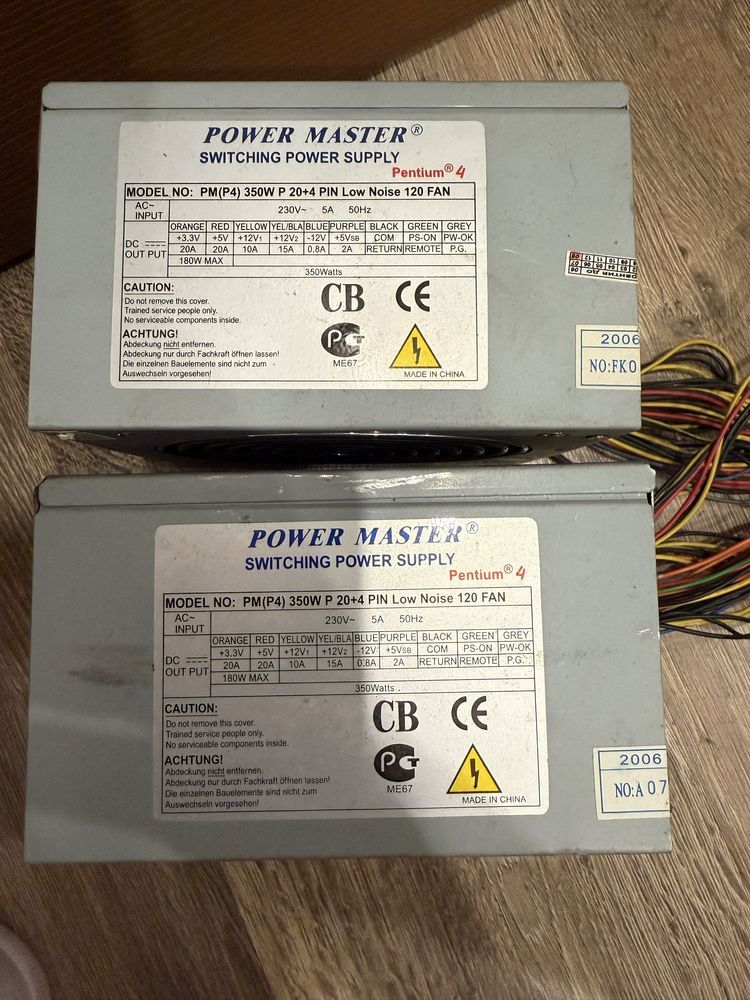 POWER MASTER®
SWITCHING POWER SUPPLY
Pentium® 4
MODEL NO: PM(P4) 350W P 20+4 PIN Low Noise 120 FAN
AC~ INPUT 230V~ 5A 50Hz
ORANGE RED YELLOW YEL/BLA BLUE PURPLE BLACK GREEN GREY
DC OUT PUT +3.3V +5V +12V1 +12V2 -12V +5VSB COM PS-ON PW-OK
20A 20A 10A 15A 0.8A 2A RETURN REMOTE P.G.
180W MAX
350Watts
CAUTION:
Do not remove this cover.
Trained service people only.
No serviceable components inside.
ACHTUNG!
Abdeckung nicht entfernen.
Abdeckung nur durch Fachkraft öffnen lassen!
Die einzelnen Bauelemente sind nicht zum
Auswechseln vorgesehen!
CB CE
PCT
ME67
MADE IN CHINA
2006
NO:FK0
POWER MASTER®
SWITCHING POWER SUPPLY
Pentium® 4
MODEL NO: PM(P4) 350W P 20+4 PIN Low Noise 120 FAN
AC~ INPUT 230V~ 5A 50Hz
ORANGE RED YELLOW YEL/BLA BLUE PURPLE BLACK GREEN GREY
DC OUT PUT +3.3V +5V +12V1 +12V2 -12V +5VSB COM PS-ON PW-OK
20A 20A 10A 15A 0.8A 2A RETURN REMOTE P.G.
180W MAX
350Watts
CAUTION:
Do not remove this cover.
Trained service people only.
No serviceable components inside.
ACHTUNG!
Abdeckung nicht entfernen.
Abdeckung nur durch Fachkraft öffnen lassen!
Die einzelnen Bauelemente sind nicht zum
Auswechseln vorgesehen!
CB CE
PCT
ME67
MADE IN CHINA
2006
NO:A 07